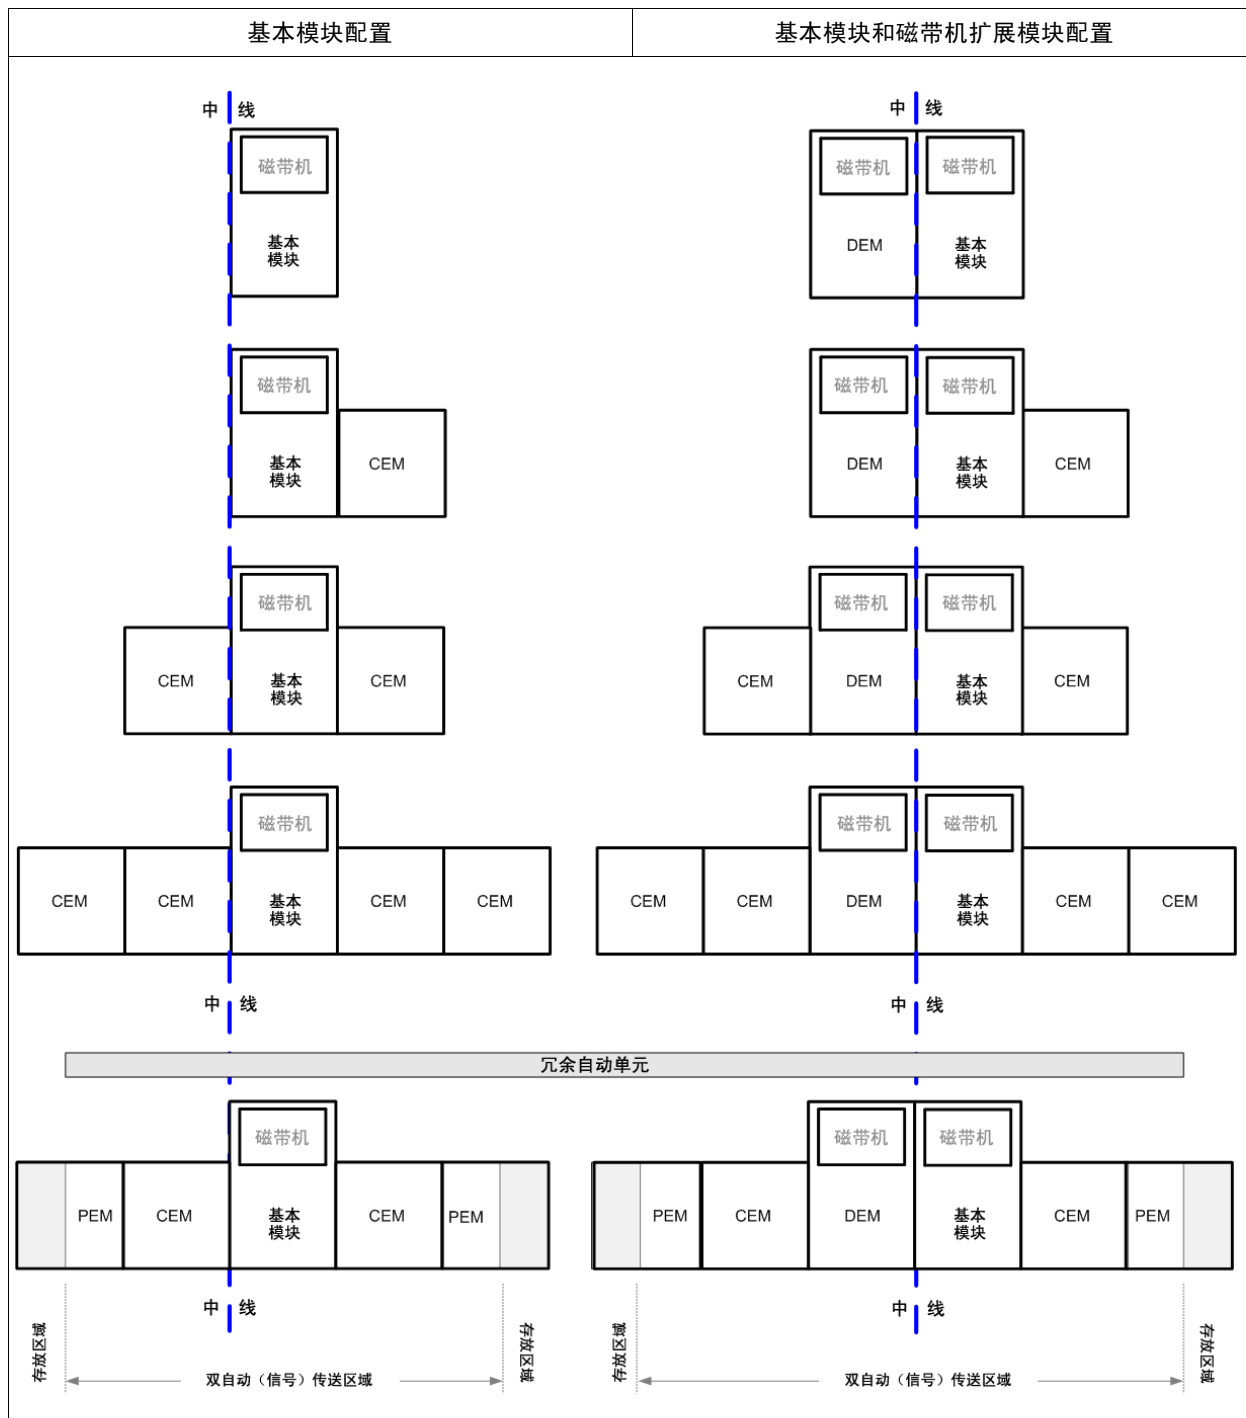 基本模块配置
基本模块和磁带机扩展模块配置
中 线
中 线
磁带机
磁带机
磁带机
基本
模块
DEM
基本
模块
磁带机
磁带机
磁带机
基本
模块
CEM
DEM
基本
模块
CEM
磁带机
磁带机
磁带机
CEM
基本
模块
CEM
CEM
DEM
基本
模块
CEM
磁带机
磁带机
磁带机
CEM
CEM
基本
模块
CEM
CEM
CEM
CEM
DEM
基本
模块
CEM
CEM
中 线
中 线
冗余自动单元
磁带机
磁带机
磁带机
PEM
CEM
基本
模块
CEM
PEM
PEM
CEM
DEM
基本
模块
CEM
PEM
中 线
中 线
存放区域
双自动（信号）传送区域
存放区域
存放区域
双自动（信号）传送区域
存放区域